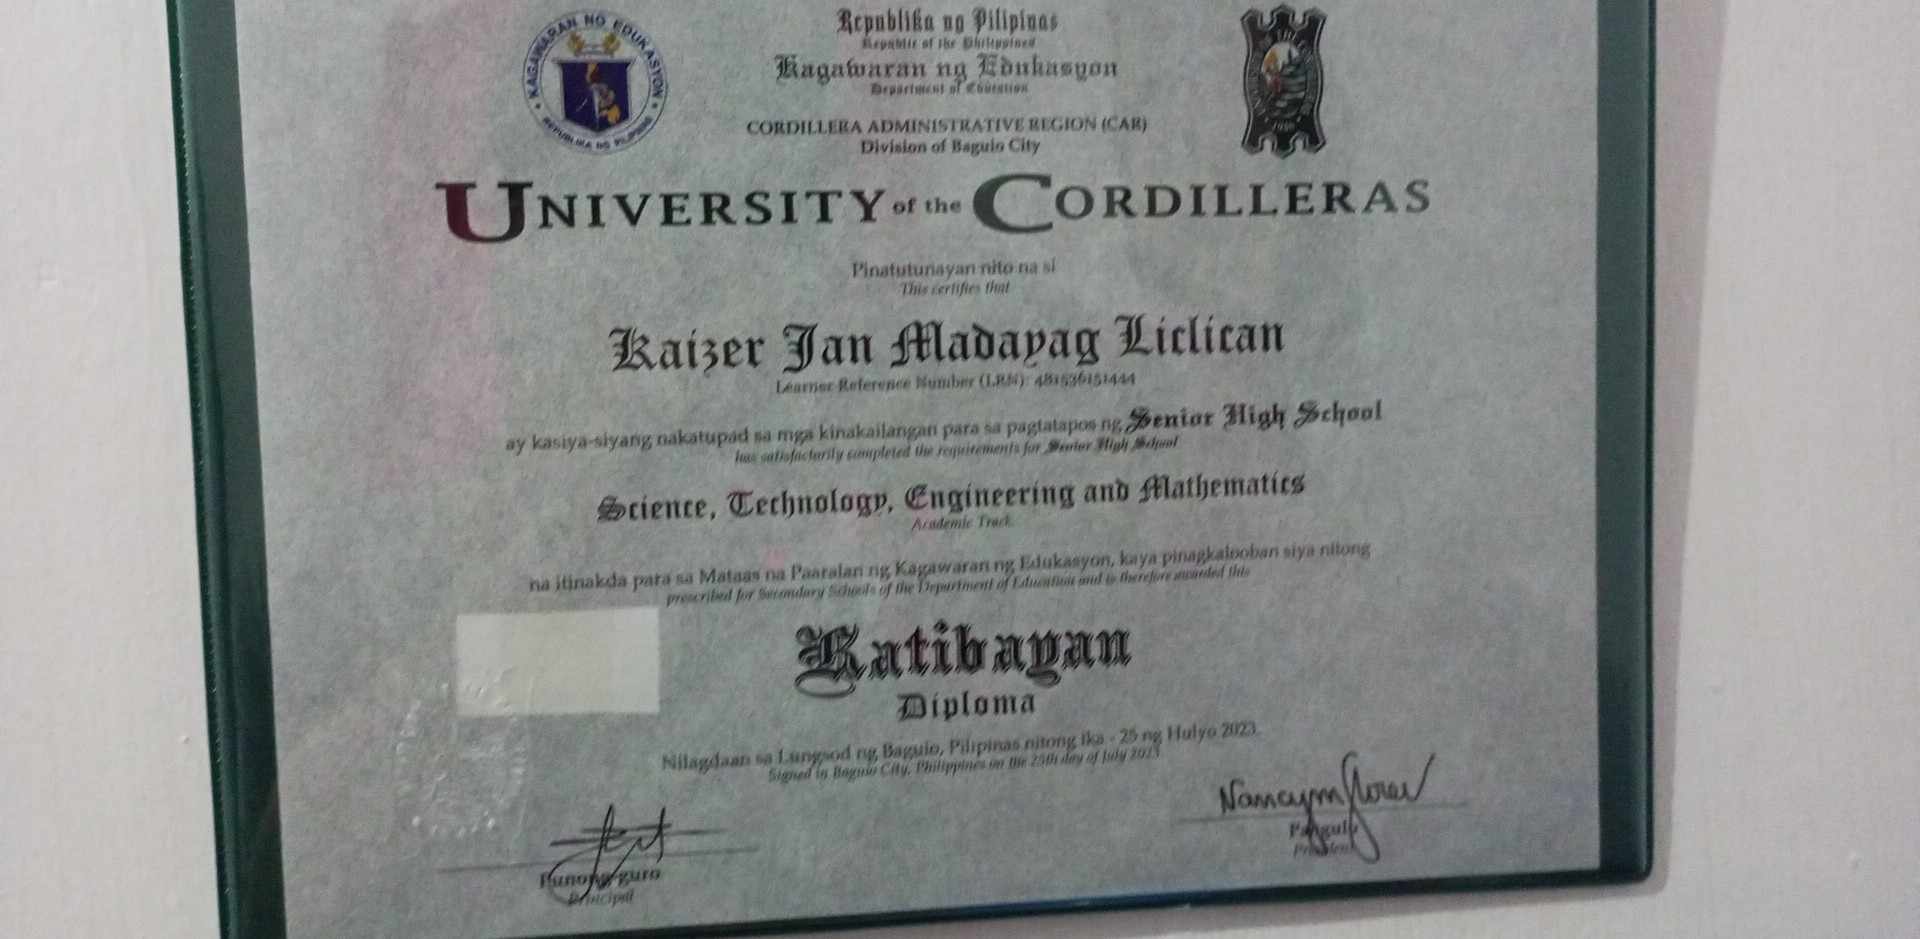 KAGAWARAN NG EDUKASYON
REPUBLIKA NG PILIPINAS
Republika ng Pilipinas
Republic of the Philippines
Kagawaran ng Edukasyon
Department of Education
CORDILLERA ADMINISTRATIVE REGION (CAR)
Division of Baguio City
1946
UNIVERSITY of the CORDILLERAS
Pinatutunayan nito na si
This certifies that
Kaizer Jan Madayag Liclican
Learner Reference Number (LRN): 481536151444
ay kasiya-siyang nakatupad sa mga kinakailangan para sa pagtatapos ng Senior High School
has satisfactorily completed the requirements for Senior High School
Science, Technology, Engineering and Mathematics
Academic Track
na itinakda para sa Mataas na Paaralan ng Kagawaran ng Edukasyon, kaya pinagkalooban siya nitong
prescribed for Secondary Schools of the Department of Education and is therefore awarded this
Katibayan
Diploma
Nilagdaan sa Lungsod ng Baguio, Pilipinas nitong ika - 25 ng Hulyo 2023.
Signed in Baguio City, Philippines on the 25th day of July 2023
Punong-guro
Principal
Pangulo
President